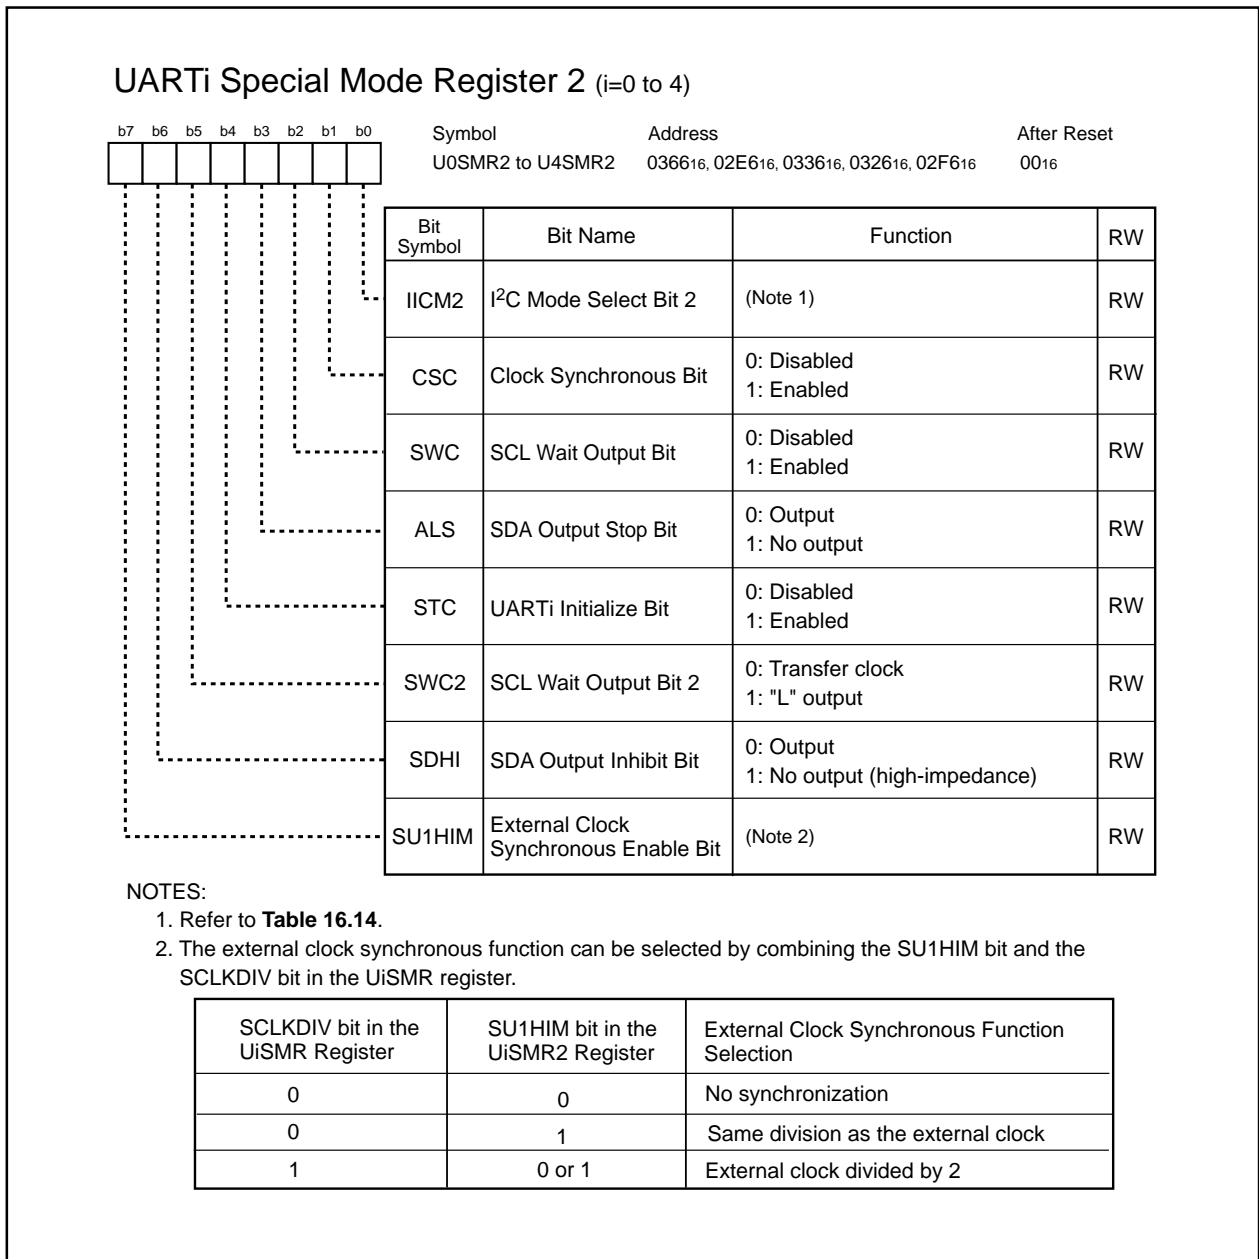 UARTi Special Mode Register 2 (i=0 to 4)
b7 b6 b5 b4 b3 b2 b1 b0
Symbol Address After Reset
U0SMR2 to U4SMR2 036616, 02E616, 033616, 032616, 02F616 0016
Bit Symbol Bit Name Function RW
IICM2 I2C Mode Select Bit 2 (Note 1) RW
CSC Clock Synchronous Bit 0: Disabled
1: Enabled RW
SWC SCL Wait Output Bit 0: Disabled
1: Enabled RW
ALS SDA Output Stop Bit 0: Output
1: No output RW
STC UARTi Initialize Bit 0: Disabled
1: Enabled RW
SWC2 SCL Wait Output Bit 2 0: Transfer clock
1: "L" output RW
SDHI SDA Output Inhibit Bit 0: Output
1: No output (high-impedance) RW
SU1HIM External Clock
Synchronous Enable Bit (Note 2) RW
NOTES:
1. Refer to Table 16.14.
2. The external clock synchronous function can be selected by combining the SU1HIM bit and the
SCLKDIV bit in the UiSMR register.
SCLKDIV bit in the
UiSMR Register
SU1HIM bit in the
UiSMR2 Register
External Clock Synchronous Function
Selection
0 0 No synchronization
0 1 Same division as the external clock
1 0 or 1 External clock divided by 2